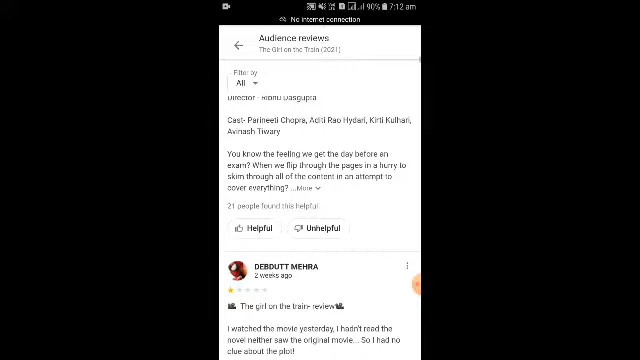 90% 7:12 am
No internet connection
Audience reviews
The Girl on the Train (2021)
Filter by
All
Director - Ribhu Dasgupta
Cast- Parineeti Chopra, Aditi Rao Hydari, Kirti Kulhari,
Avinash Tiwary
You know the feeling we get the day before an
exam? When we flip through the pages in a hurry to
skim through all of the content in an attempt to
cover everything? ...More
21 people found this helpful
Helpful Unhelpful
DEBDUTT MEHRA
2 weeks ago
The girl on the train- review
I watched the movie yesterday, I hadn't read the
novel neither saw the original movie... So I had no
clue about the plot!